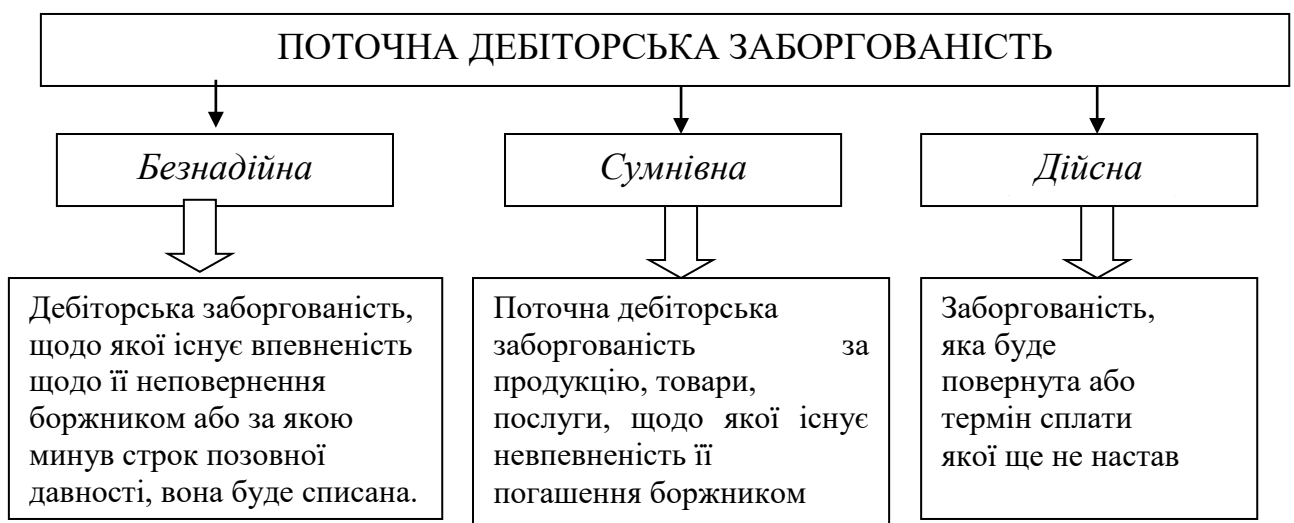 ПОТОЧНА ДЕБІТОРСЬКА ЗАБОРГОВАНІСТЬ
Безнадійна
Сумнівна
Дійсна
Дебіторська заборгованість,
щодо якої існує впевненість
щодо її неповернення
боржником або за якою
минув строк позовної
давності, вона буде списана.
Поточна дебіторська
заборгованість за
продукцію, товари,
послуги, щодо якої існує
невпевненість її
погашення боржником
Заборгованість,
яка буде
повернута або
термін сплати
якої ще не настав